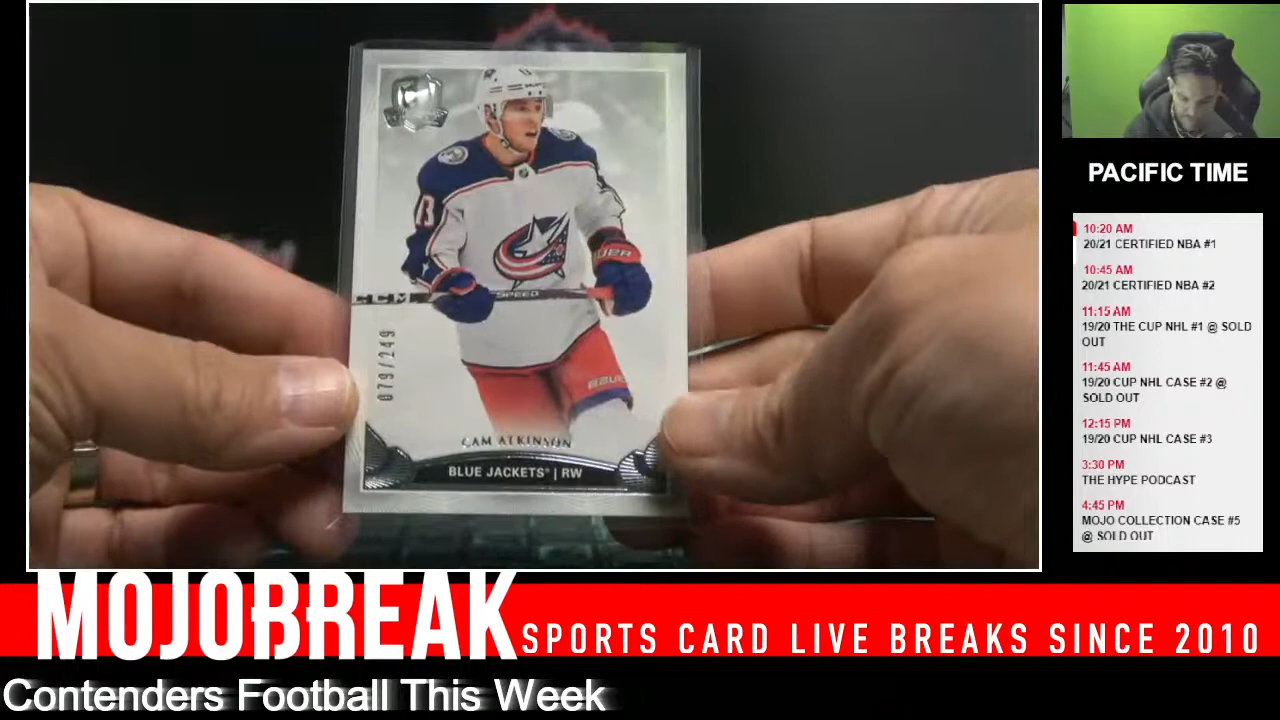 CCM
SPEED
BAUER
BAUER
079/249
CAM ATKINSON
BLUE JACKETS® | RW
PACIFIC TIME
10:20 AM
20/21 CERTIFIED NBA #1
10:45 AM
20/21 CERTIFIED NBA #2
11:15 AM
19/20 THE CUP NHL #1 @ SOLD
OUT
11:45 AM
19/20 CUP NHL CASE #2 @
SOLD OUT
12:15 PM
19/20 CUP NHL CASE #3
3:30 PM
THE HYPE PODCAST
4:45 PM
MOJO COLLECTION CASE #5
@ SOLD OUT
MOJOBREAK
SPORTS CARD LIVE BREAKS SINCE 2010
Contenders Football This Week